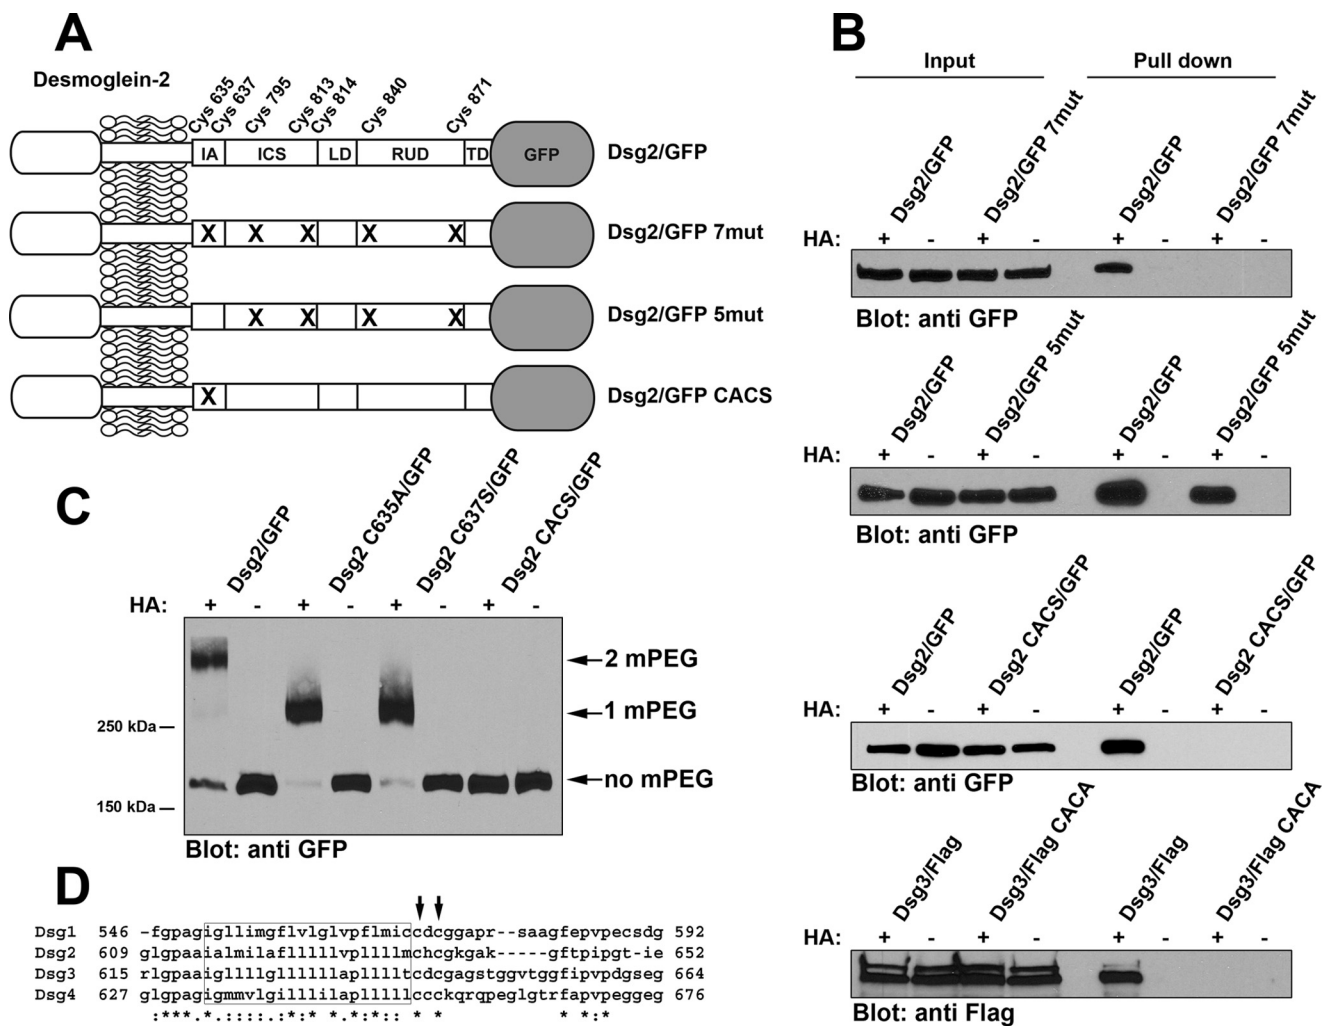 A
Desmoglein-2
Cys 635
Cys 637
Cys 795
Cys 813
Cys 814
Cys 840
Cys 871
IA ICS LD RUD TD GFP
Dsg2/GFP
X X X X X
Dsg2/GFP 7mut
X X X X
Dsg2/GFP 5mut
X
Dsg2/GFP CACS
B
Input Pull down
Dsg2/GFP Dsg2/GFP 7mut Dsg2/GFP Dsg2/GFP 7mut
HA: + - + - + - + -
Blot: anti GFP
Dsg2/GFP Dsg2/GFP 5mut Dsg2/GFP Dsg2/GFP 5mut
HA: + - + - + - + -
Blot: anti GFP
Dsg2/GFP Dsg2 CACS/GFP Dsg2/GFP Dsg2 CACS/GFP
HA: + - + - + - + -
Blot: anti GFP
Dsg3/Flag Dsg3/Flag CACA Dsg3/Flag Dsg3/Flag CACA
HA: + - + - + - + -
Blot: anti Flag
C
Dsg2/GFP Dsg2 C635A/GFP Dsg2 C637S/GFP Dsg2 CACS/GFP
HA: + - + - + - + -
2 mPEG
1 mPEG
250 kDa
no mPEG
150 kDa
Blot: anti GFP
D
Dsg1 546 -fgpagigllimgflvlglvpflmiccdcggapr--saagfepvpecsdg 592
Dsg2 609 glgpaaialmilaflllllvpllllmchcgkgak-----gftpipgt-ie 652
Dsg3 615 rlgpaaigllllgllllllaplllltcdcgagstggvtggfipvpdgseg 664
Dsg4 627 glgpagigmmvlgilllilaplllllcccckqrqpeglgtrfapvpeggeg 676
:***.*.::::.:*:* *.*:*:: * * * *:*